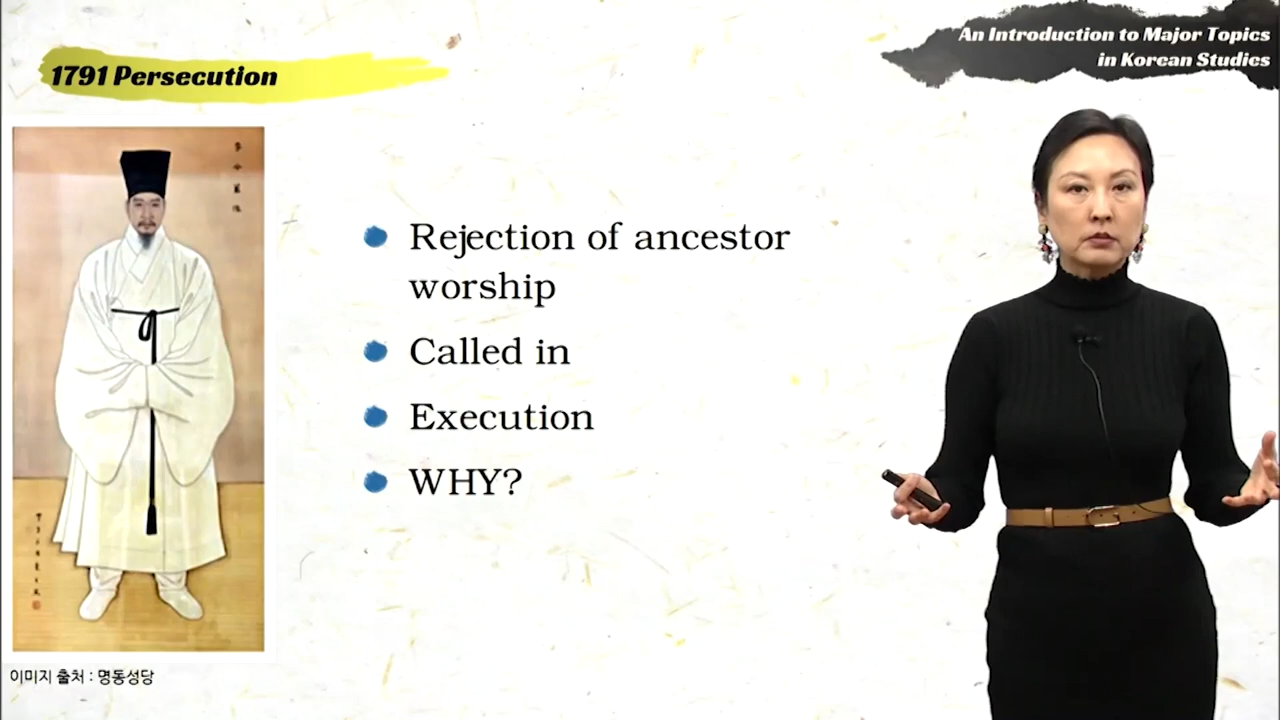 1791 Persecution
An Introduction to Major Topics
in Korean Studies
Rejection of ancestor
worship
Called in
Execution
WHY?
이미지 출처 : 명동성당